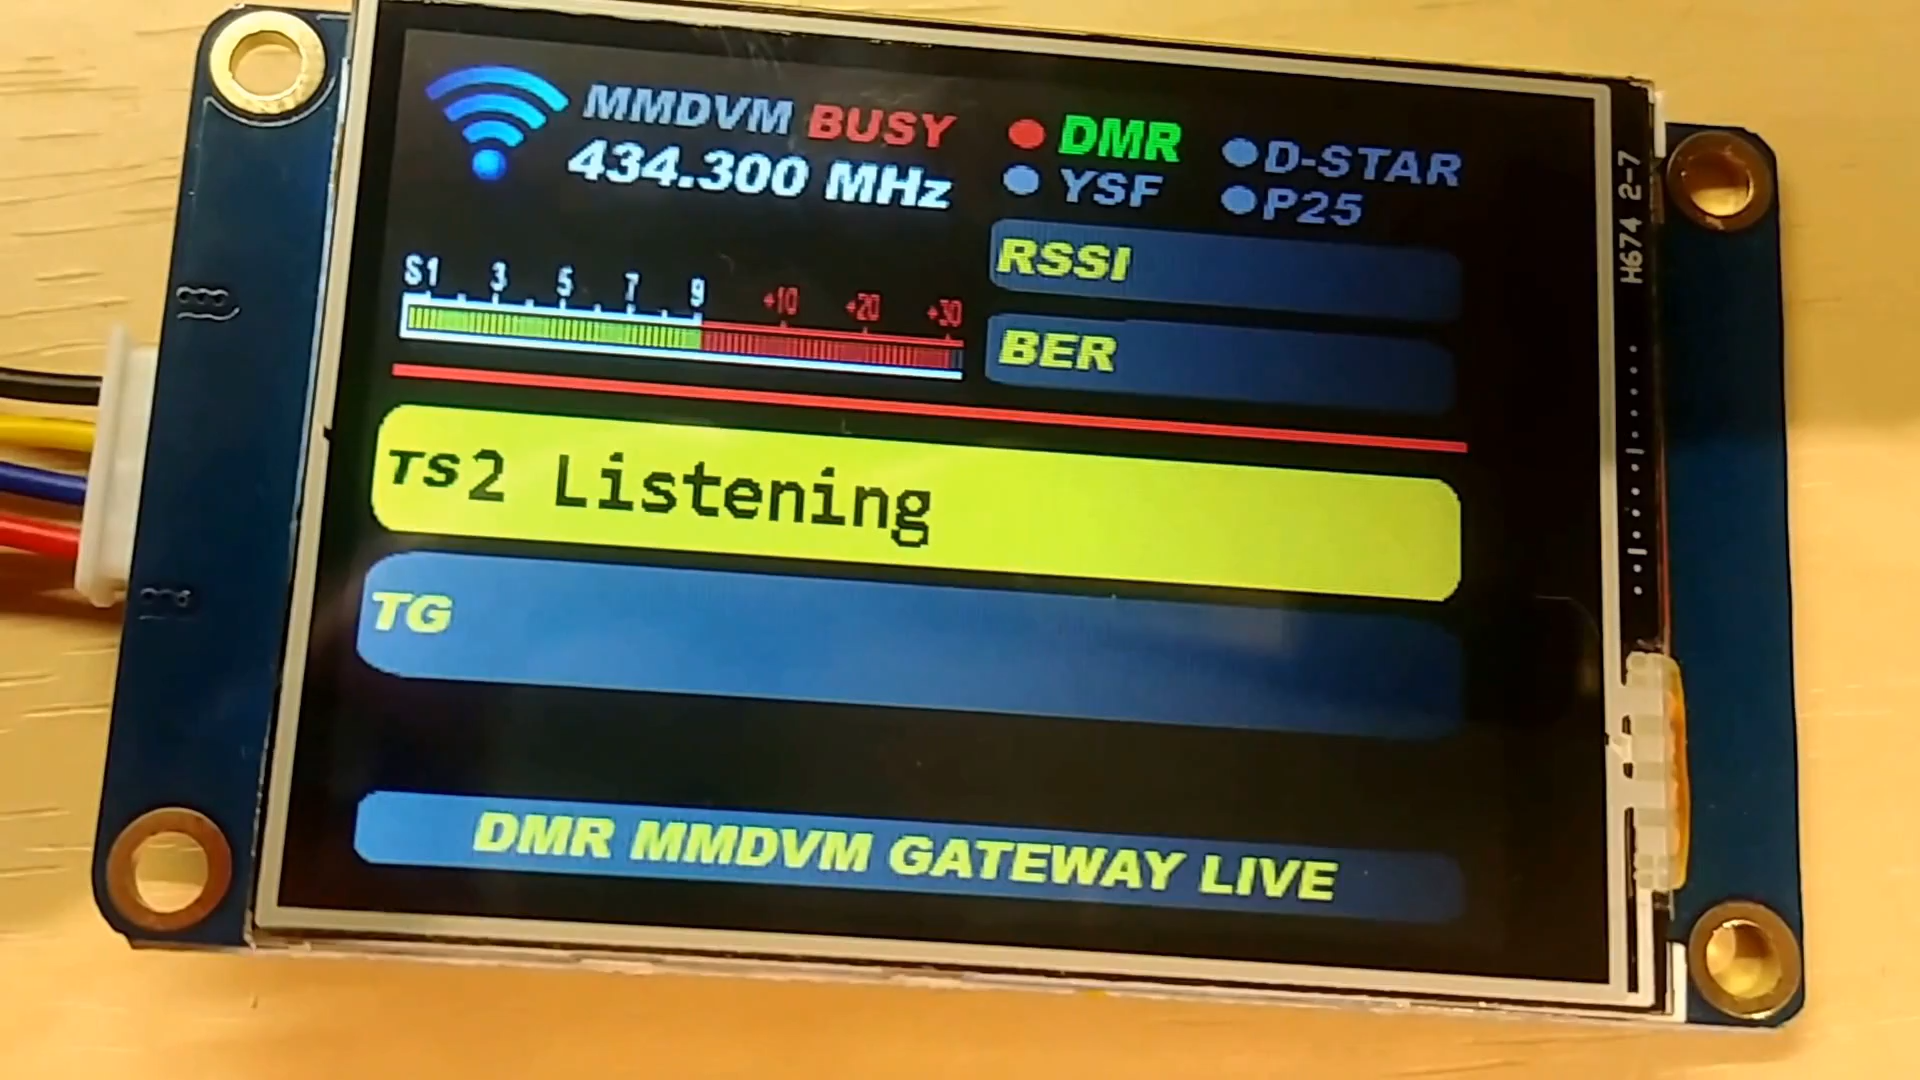 MMDVM BUSY
434.300 MHz
DMR
D-STAR
YSF
P25
S1 3 5 7 9 +10 +20 +30
RSSI
BER
TS2 Listening
TG
DMR MMDVM GATEWAY LIVE
H674 2-7